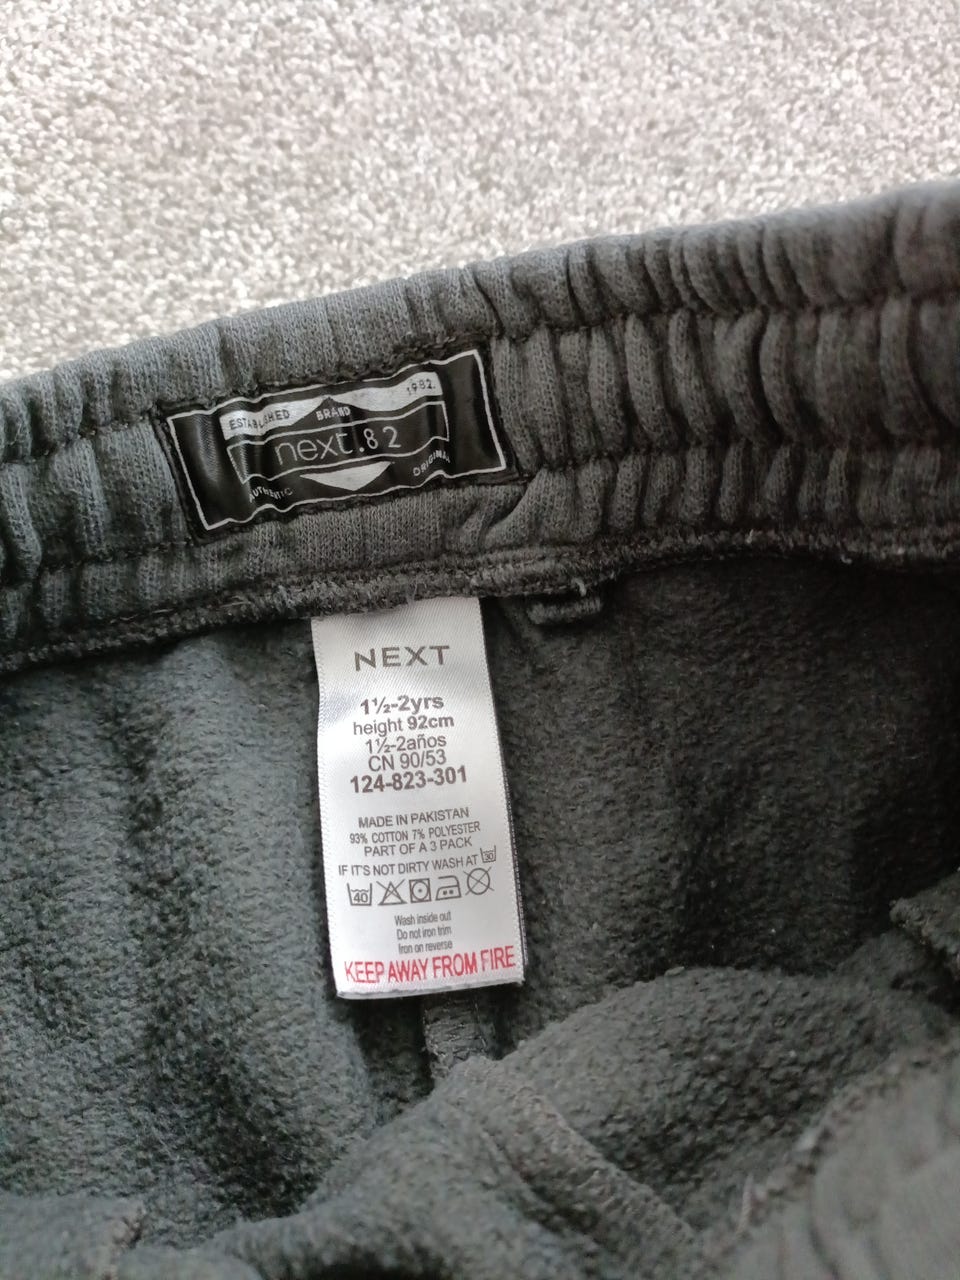 ESTABLISHED BRAND 1982.
next.82
AUTHENTIC ORIGINAL
NEXT
1½-2yrs
height 92cm
1½-2años
CN 90/53
124-823-301
MADE IN PAKISTAN
93% COTTON 7% POLYESTER
PART OF A 3 PACK
IF IT'S NOT DIRTY WASH AT 30
40
Wash inside out
Do not iron trim
Iron on reverse
KEEP AWAY FROM FIRE